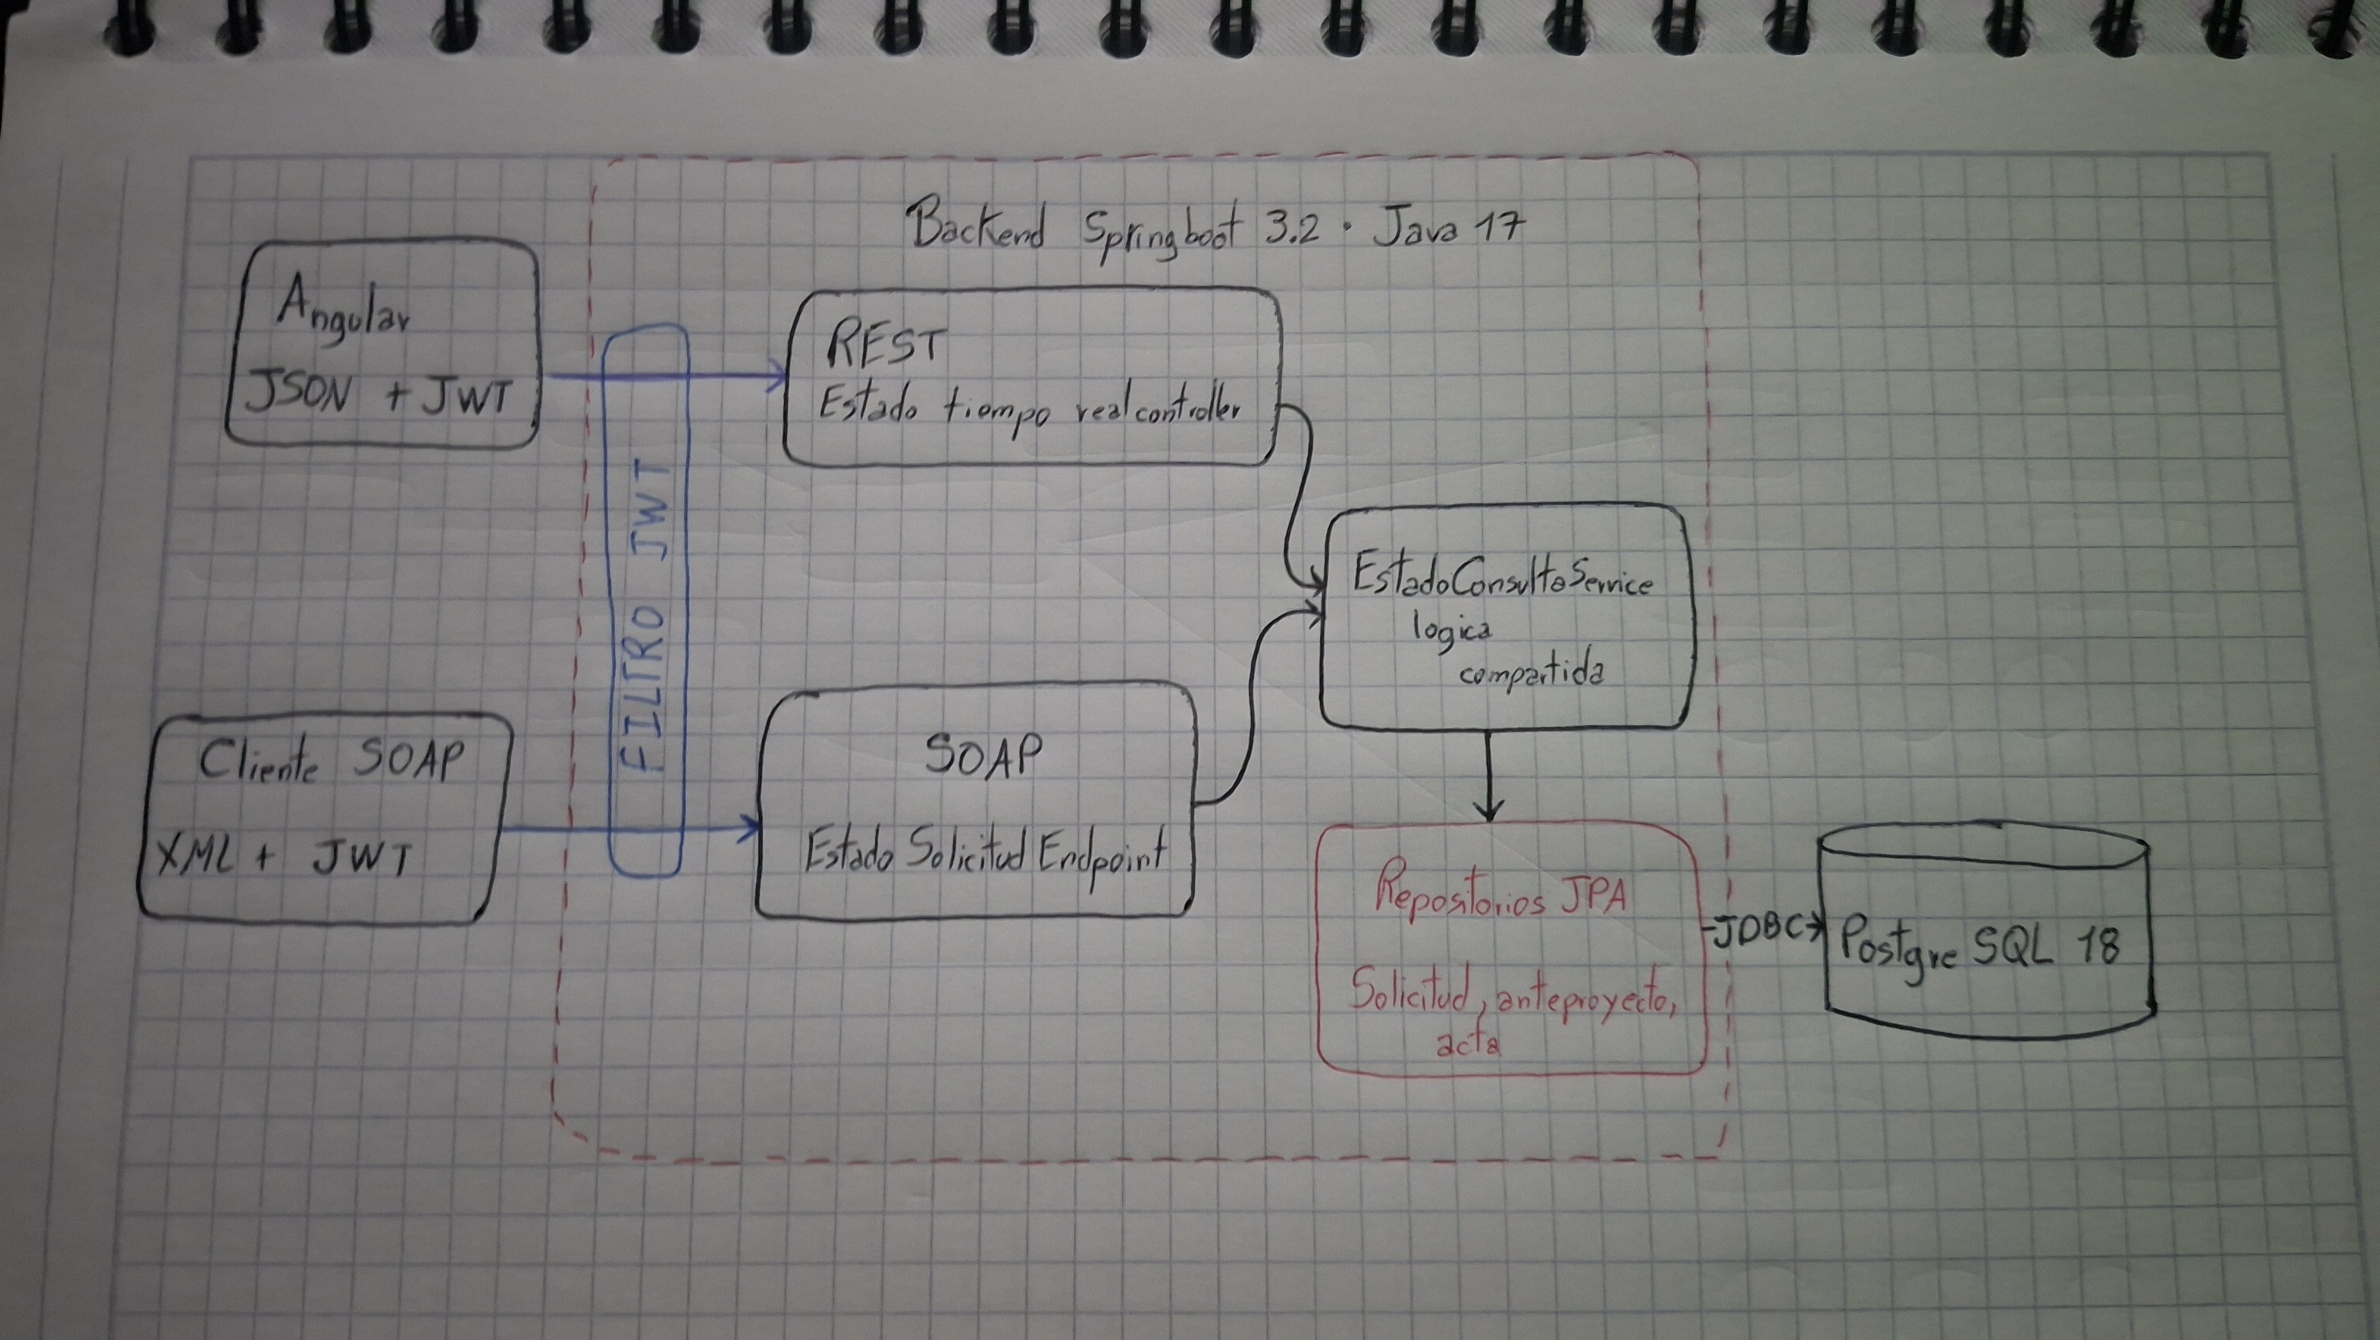 Backend Springboot 3.2 · Java 17
Angular
JSON + JWT
FILTRO JWT
REST
Estado tiempo realcontroller
EstadoConsultaService
logica
compartida
Cliente SOAP
XML + JWT
SOAP
Estado Solicitud Endpoint
Repositorios JPA
Solicitud, anteproyecto,
acta
JDBC
Postgre SQL 18